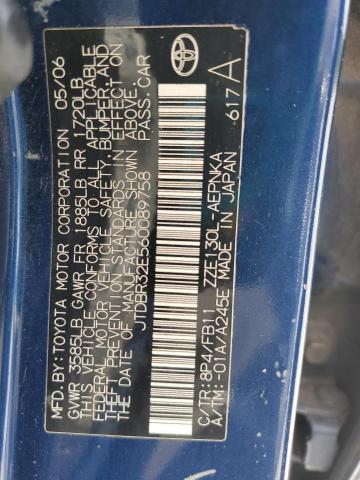 MFD.BY:TOYOTA MOTOR CORPORATION 05/06
GVWR 3585LB GAWR FR 1885LB RR 1720LB
THIS VEHICLE CONFORMS TO ALL APPLICABLE
FEDERAL MOTOR VEHICLE SAFETY, BUMPER, AND
THEFT PREVENTION STANDARDS IN EFFECT ON
THE DATE OF MANUFACTURE SHOWN ABOVE.
JTDBR32E560089758 PASS.CAR
C/TR:8P4/FB11 ZZE130L-AEPNKA
A/TM:-01A/A245E MADE IN JAPAN
617A